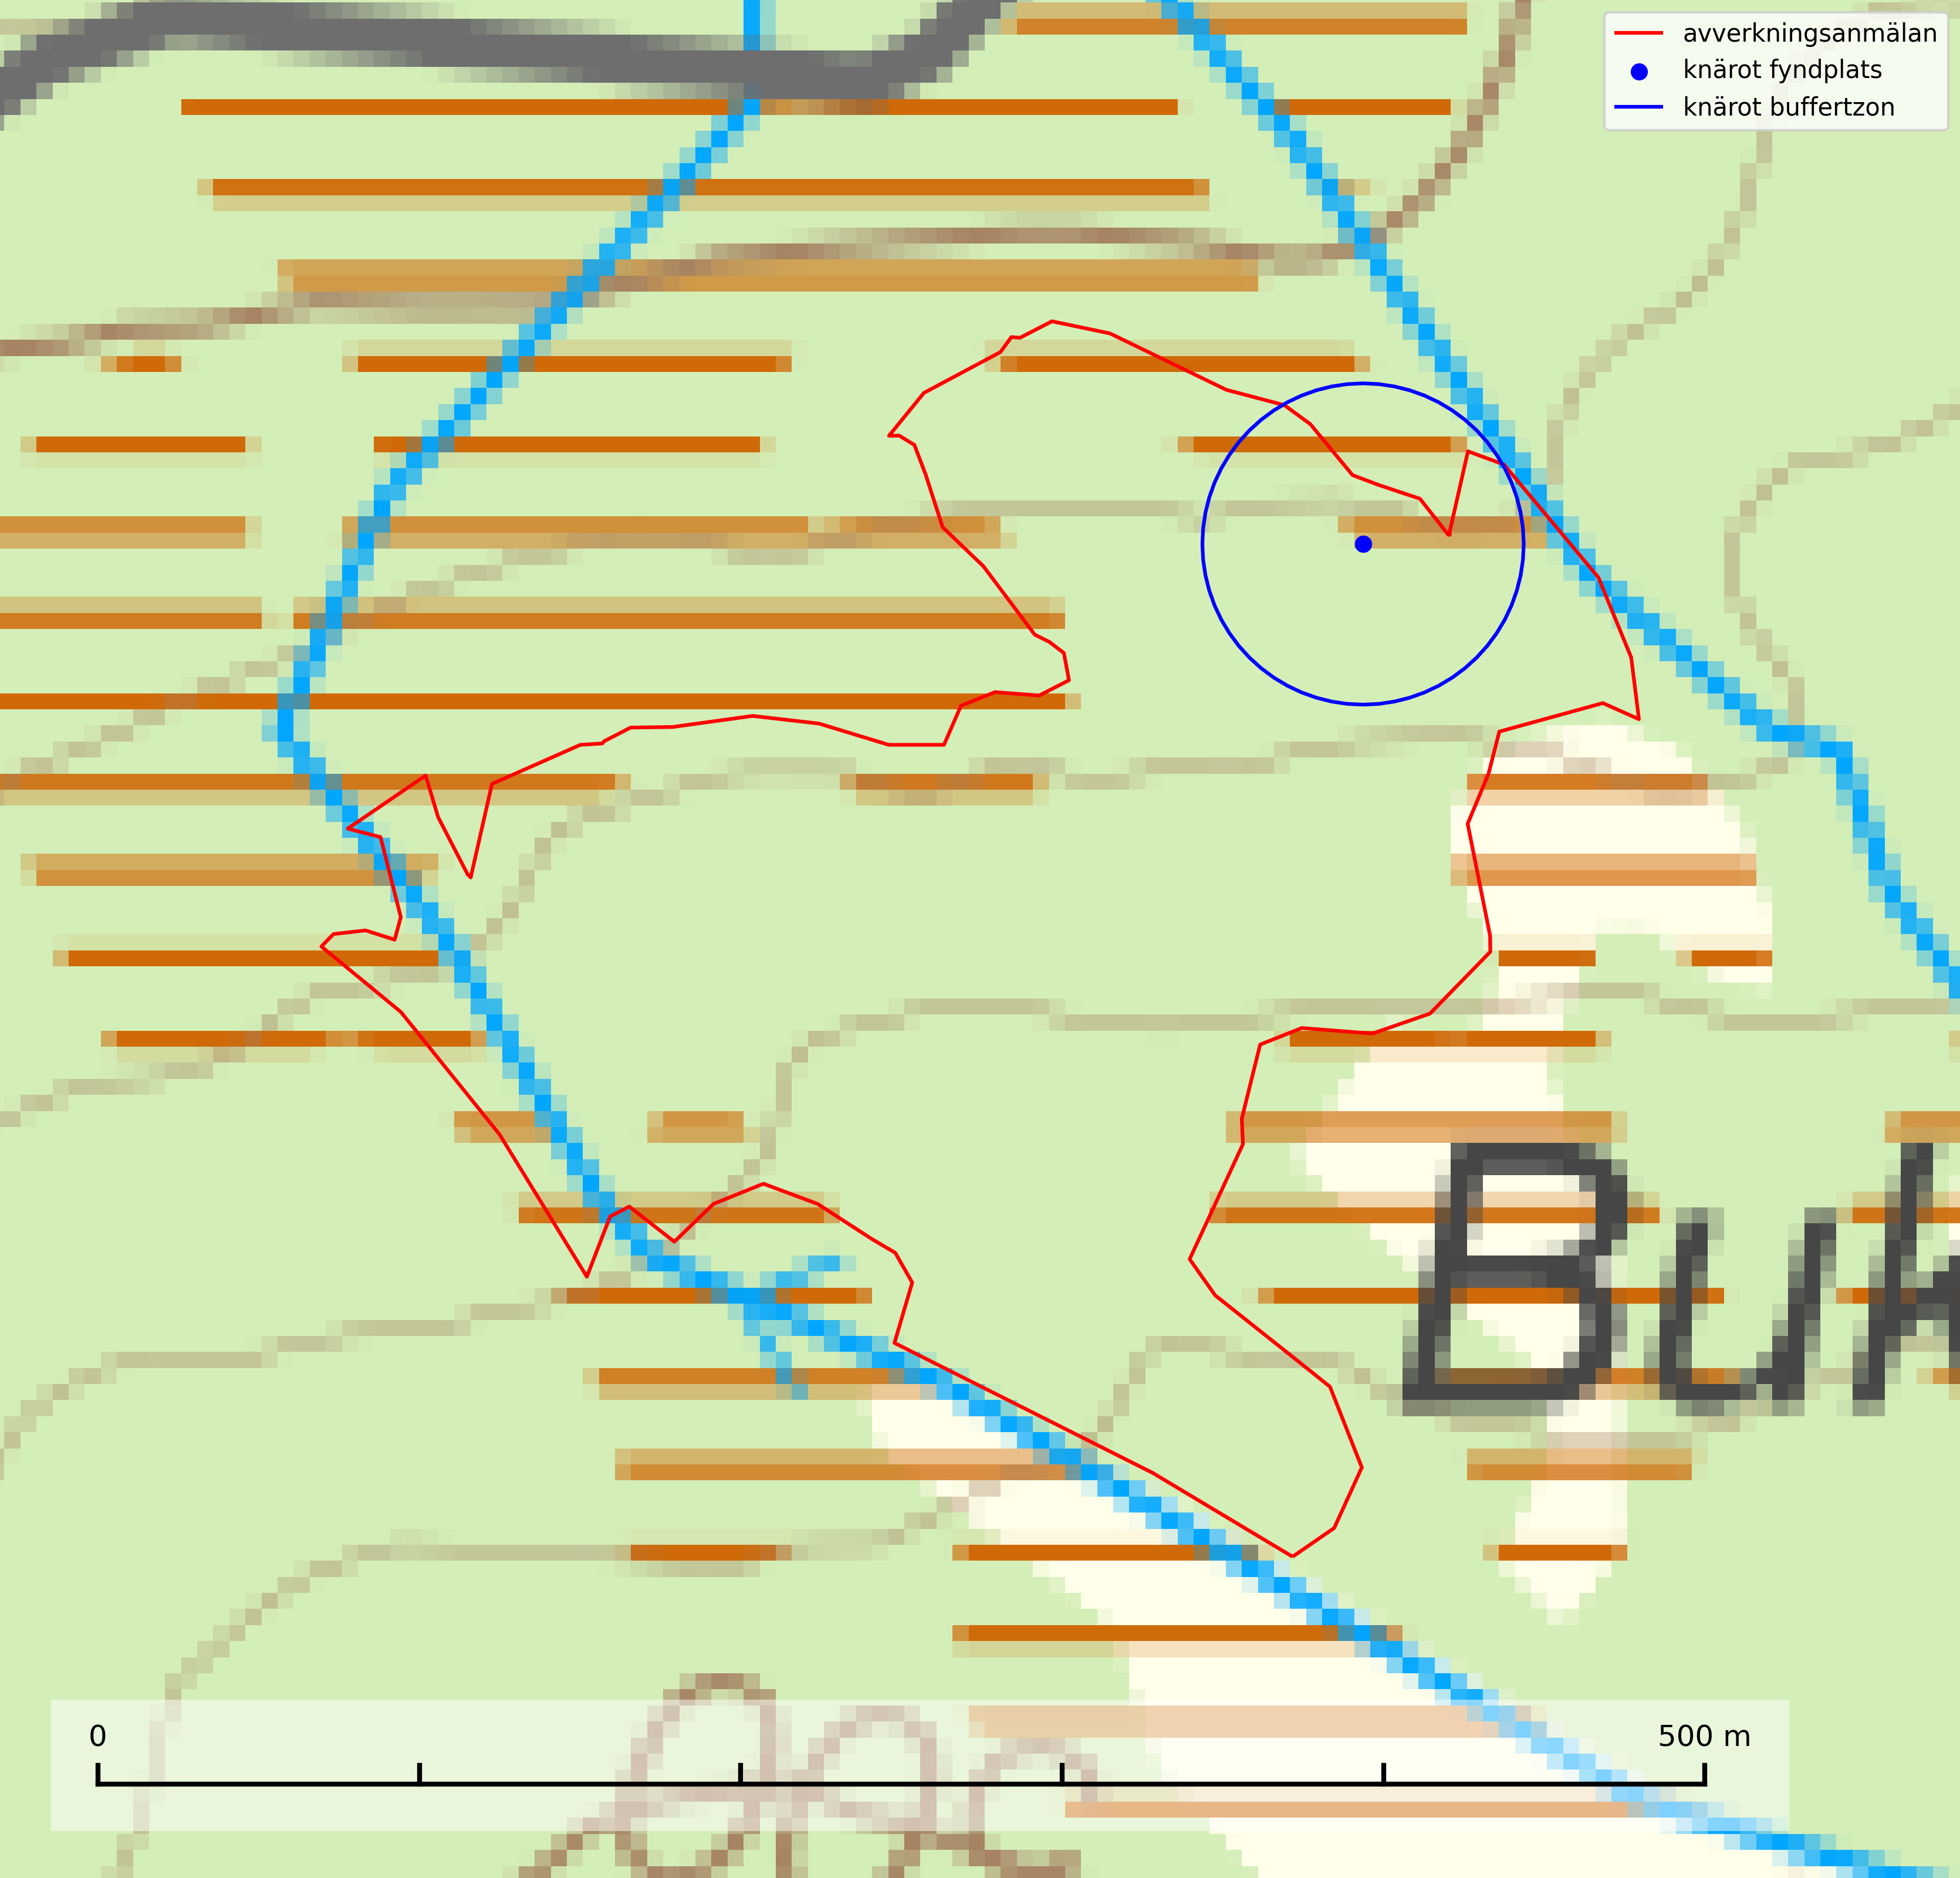 avverkningsanmälan
knärot fyndplats
knärot buffertzon
0
500 m